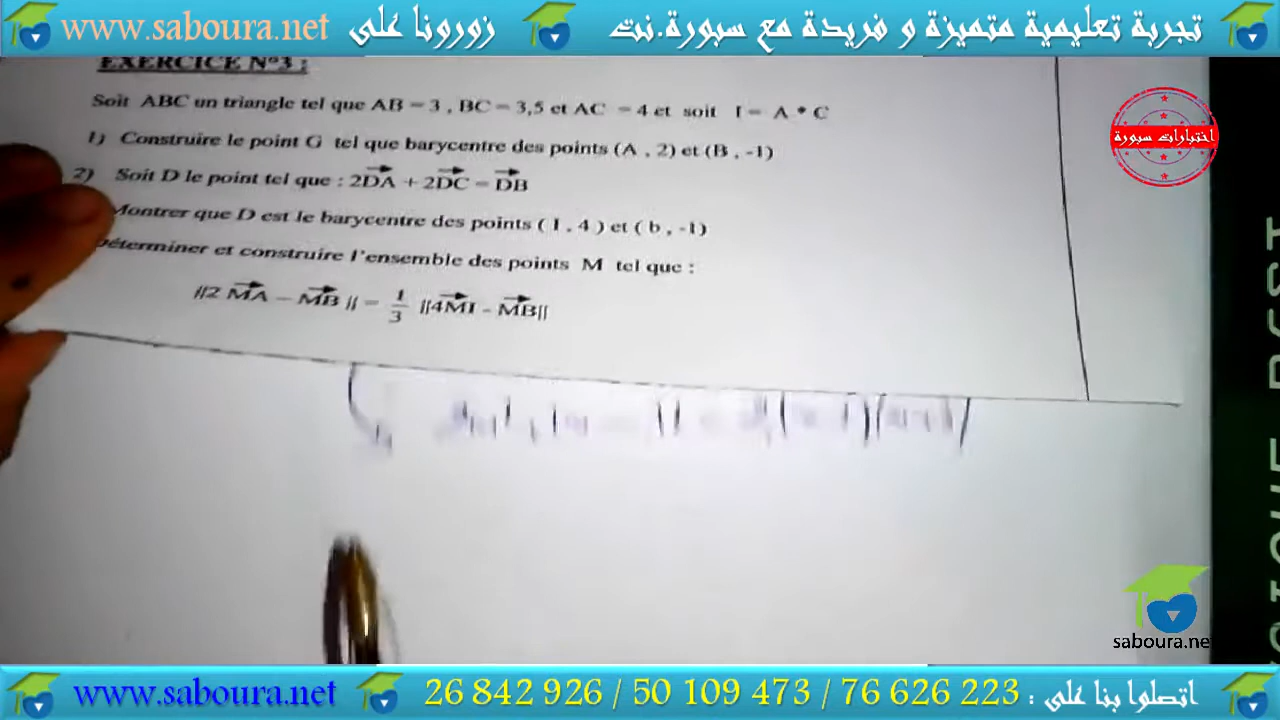 تجربة تعليمية متميزة و فريدة مع سبورة.نت زورونا على www.saboura.net
EXERCICE N°3 :
Soit ABC un triangle tel que AB = 3 , BC = 3,5 et AC = 4 et soit I = A * C
1) Construire le point G tel que barycentre des points (A , 2) et (B , -1)
2) Soit D le point tel que : 2DA + 2DC = DB
Montrer que D est le barycentre des points ( I , 4 ) et ( b , -1)
Déterminer et construire l'ensemble des points M tel que :
//2 MA – MB // = 1/3 //4MI - MB//
اختبارات سبورة
saboura.net
اتصلوا بنا على : 26 842 926 / 50 109 473 / 76 626 223 www.saboura.net